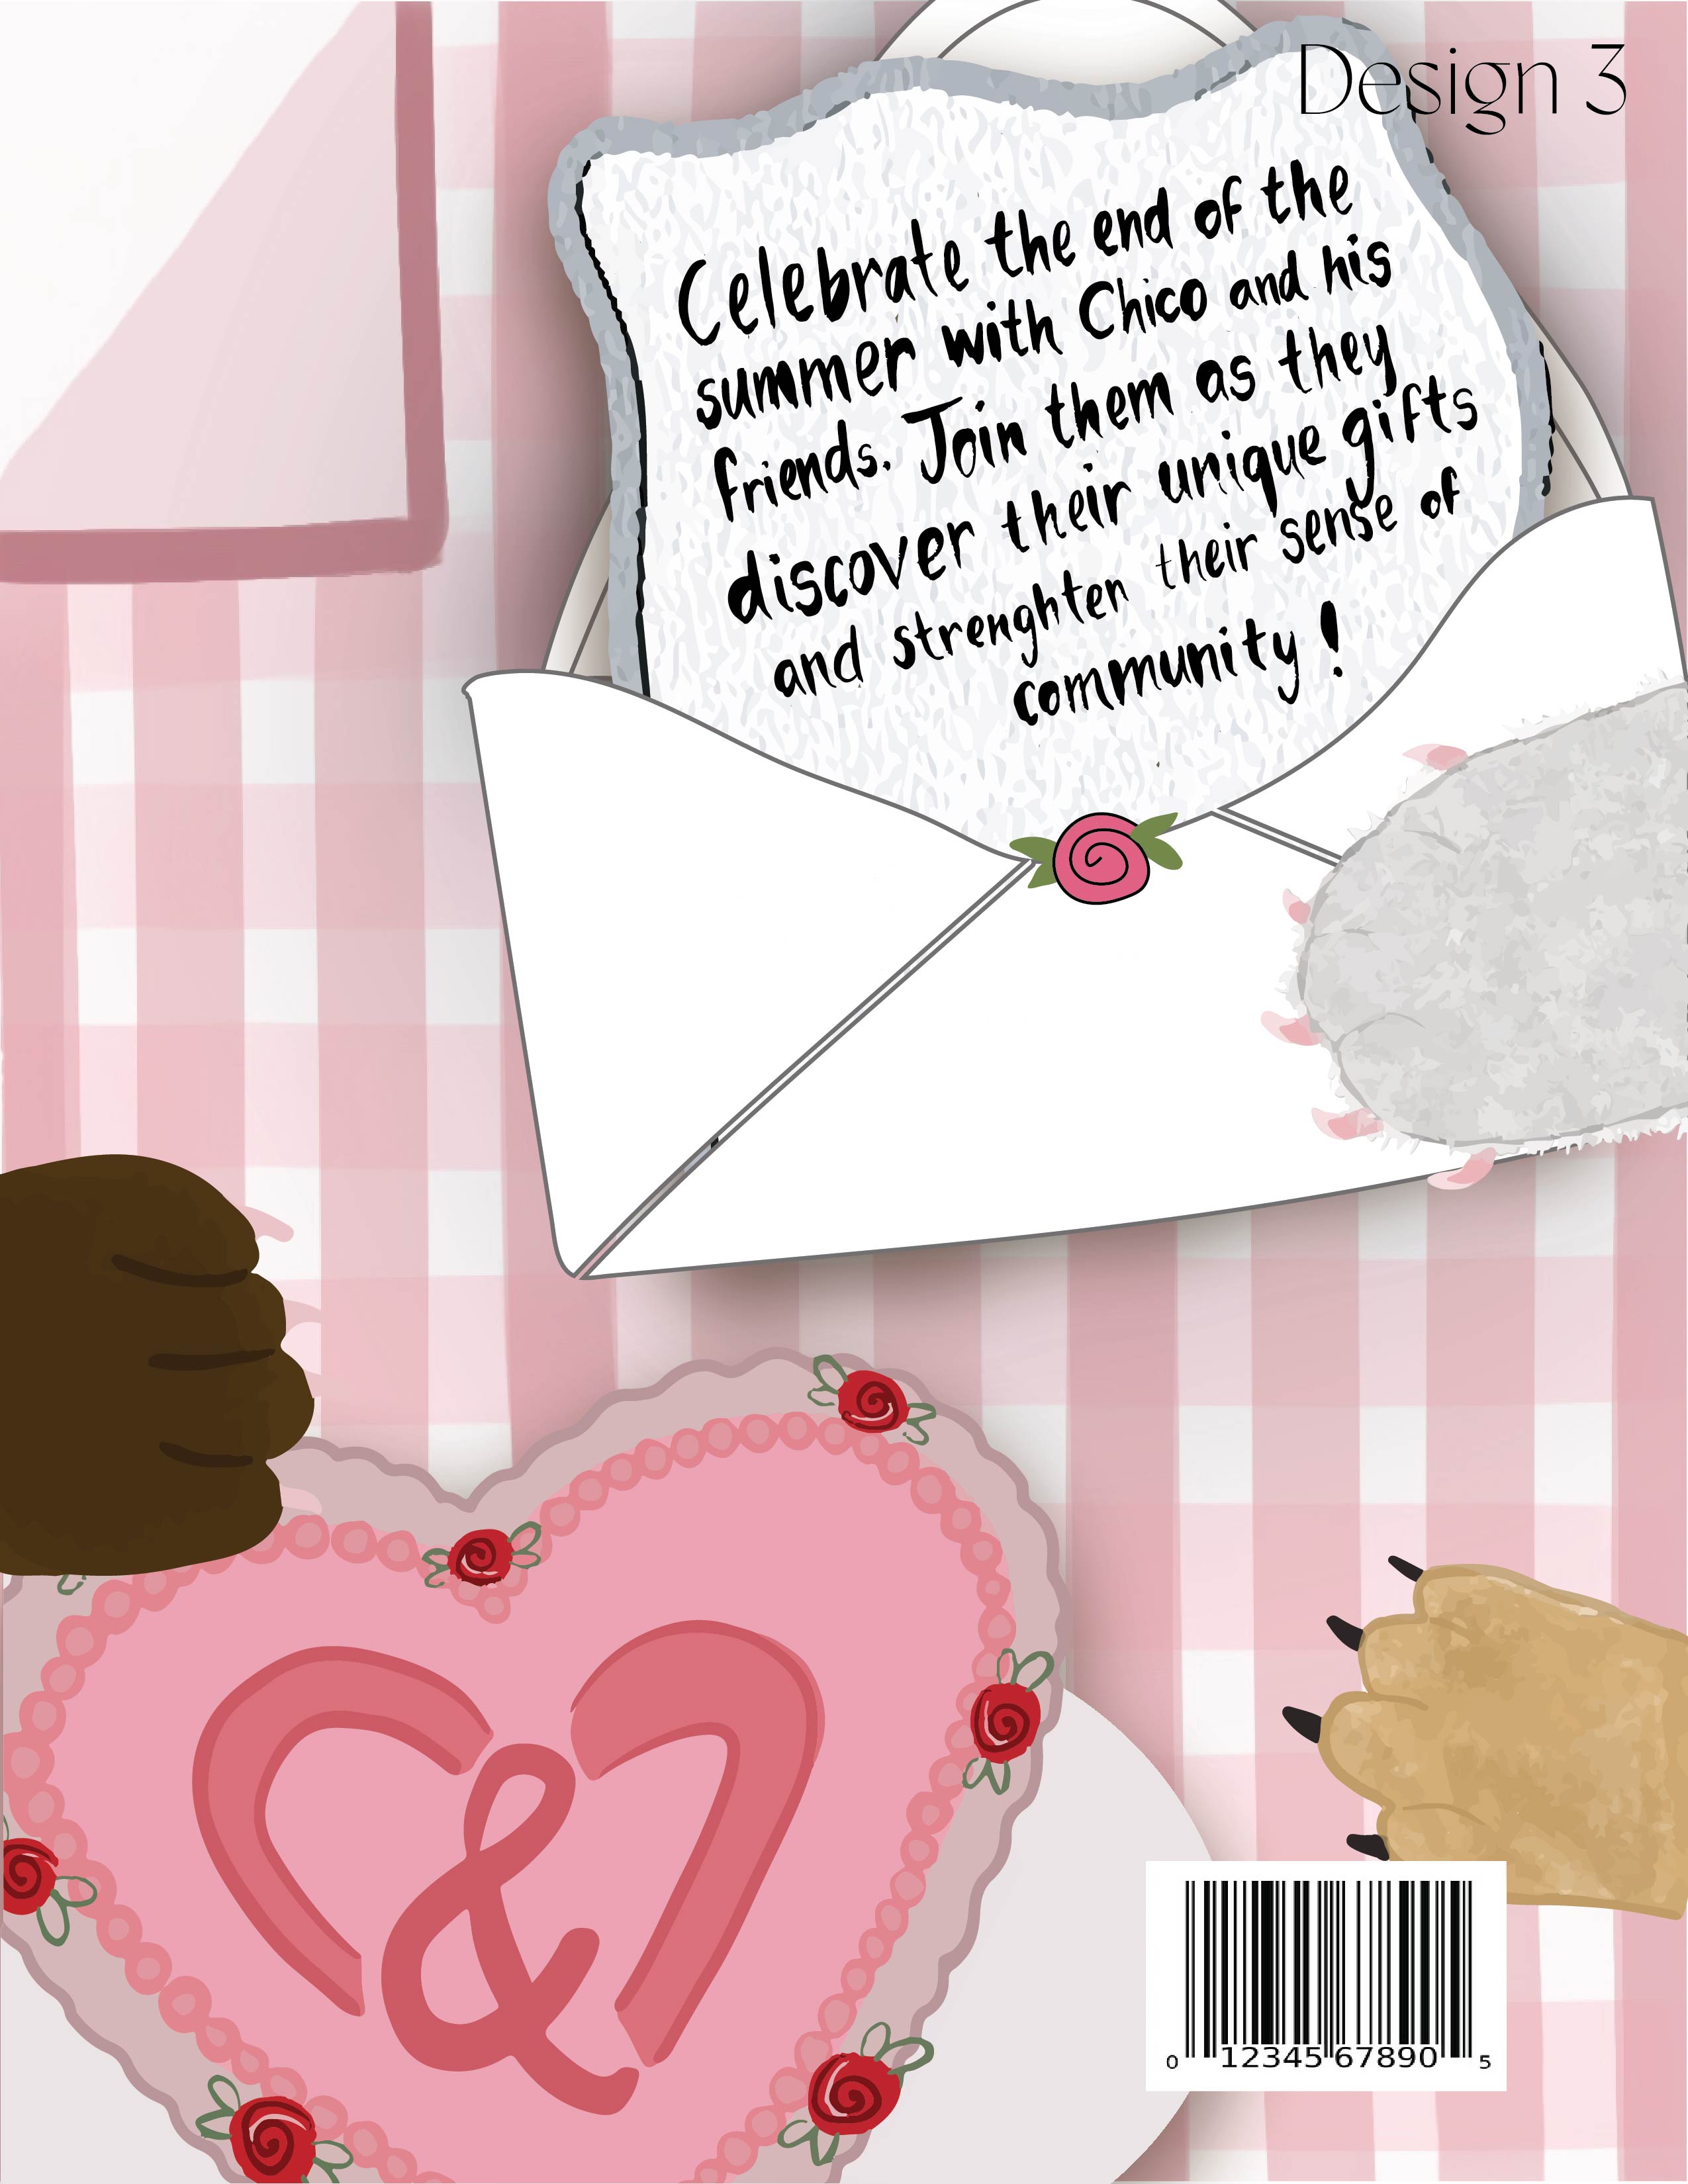 Design 3
Celebrate the end of the
summer with Chico and his
friends. Join them as they
discover their unique gifts
and strenghten their sense of
community!
&
0 12345 67890 5